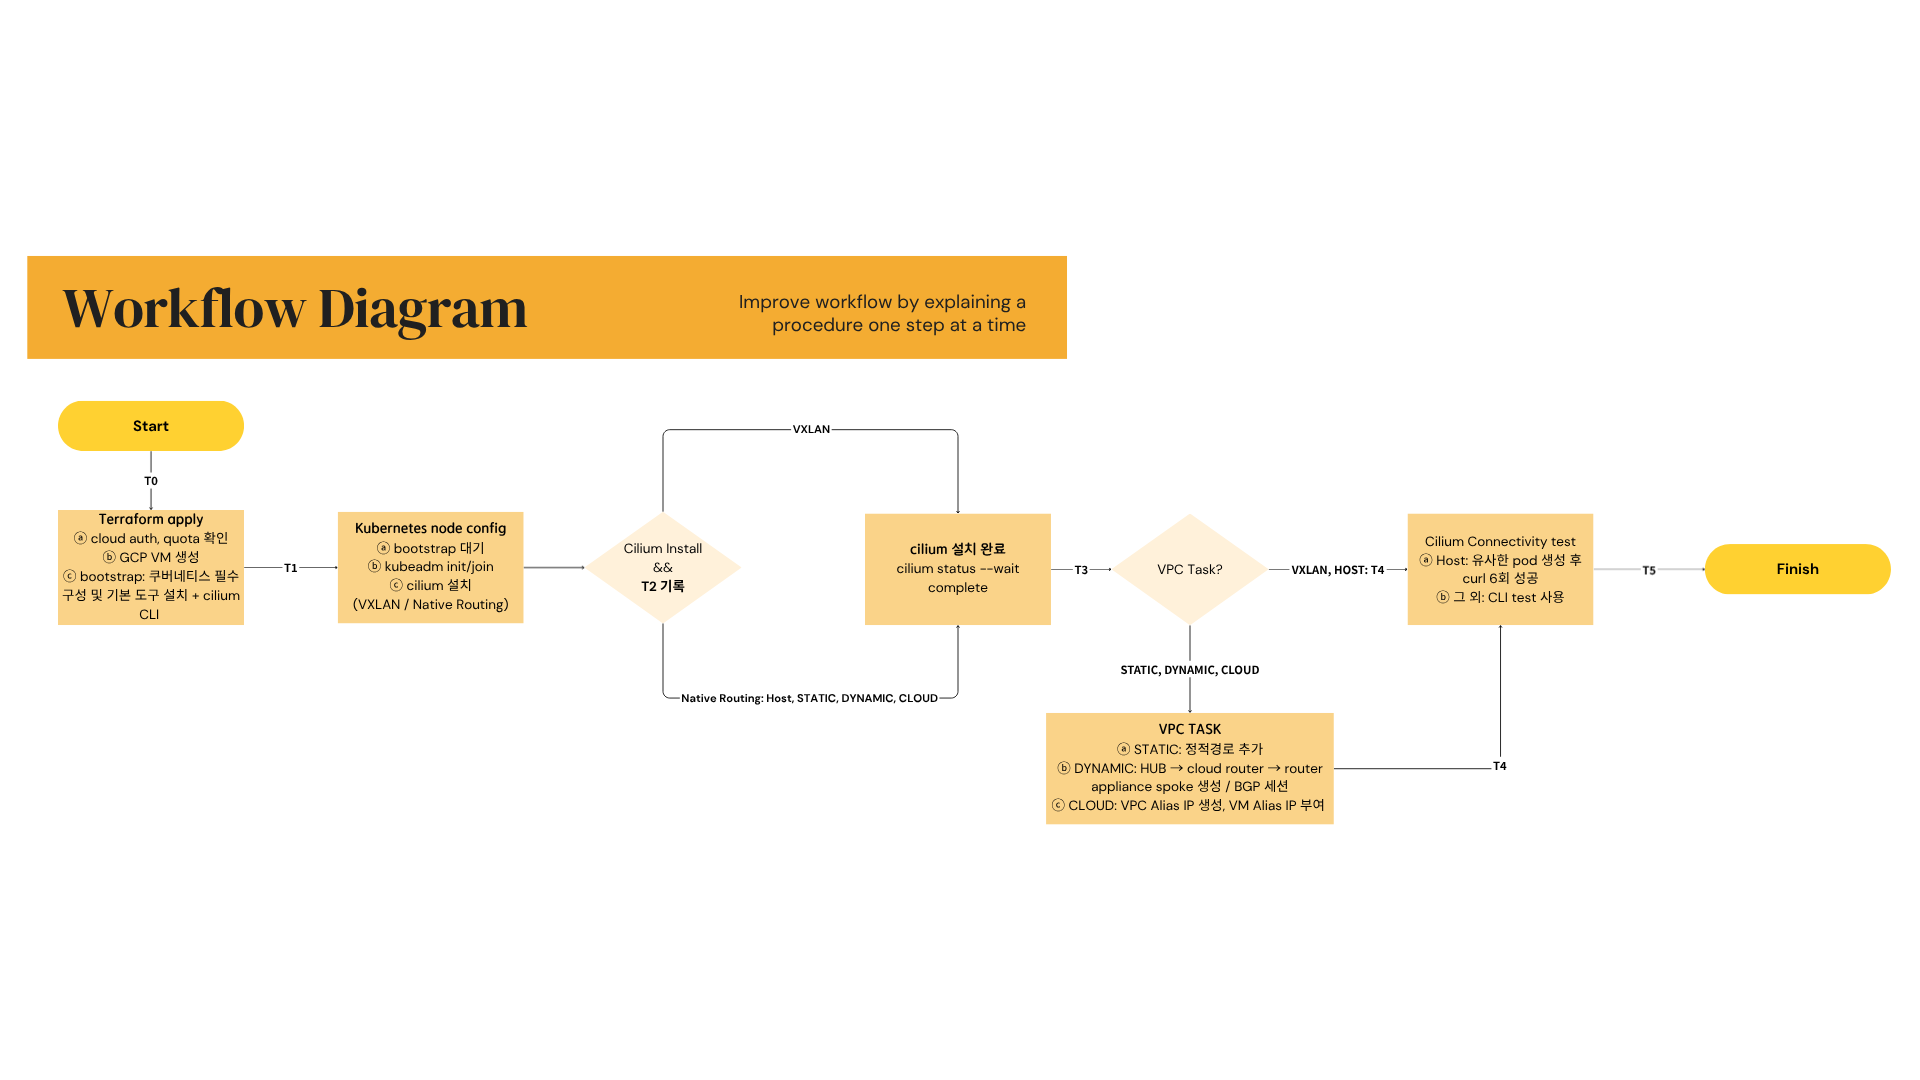 Workflow Diagram
Improve workflow by explaining a
procedure one step at a time
Start
T0
Terraform apply
ⓐ cloud auth, quota 확인
ⓑ GCP VM 생성
ⓒ bootstrap: 쿠버네티스 필수
구성 및 기본 도구 설치 + cilium
CLI
T1
Kubernetes node config
ⓐ bootstrap 대기
ⓑ kubeadm init/join
ⓒ cilium 설치
(VXLAN / Native Routing)
Cilium Install
&&
T2 기록
VXLAN
Native Routing: Host, STATIC, DYNAMIC, CLOUD
cilium 설치 완료
cilium status --wait
complete
T3
VPC Task?
VXLAN, HOST: T4
STATIC, DYNAMIC, CLOUD
VPC TASK
ⓐ STATIC: 정적경로 추가
ⓑ DYNAMIC: HUB → cloud router → router
appliance spoke 생성 / BGP 세션
ⓒ CLOUD: VPC Alias IP 생성, VM Alias IP 부여
T4
Cilium Connectivity test
ⓐ Host: 유사한 pod 생성 후
curl 6회 성공
ⓑ 그 외: CLI test 사용
T5
Finish